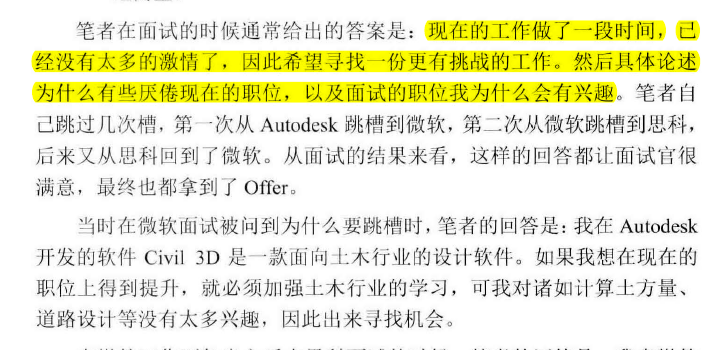 笔者在面试的时候通常给出的答案是：现在的工作做了一段时间，已
经没有太多的激情了，因此希望寻找一份更有挑战的工作。然后具体论述
为什么有些厌倦现在的职位，以及面试的职位我为什么会有兴趣。笔者自
己跳过几次槽，第一次从 Autodesk 跳槽到微软，第二次从微软跳槽到思科，
后来又从思科回到了微软。从面试的结果来看，这样的回答都让面试官很
满意，最终也都拿到了 Offer。
当时在微软面试被问到为什么要跳槽时，笔者的回答是：我在 Autodesk
开发的软件 Civil 3D 是一款面向土木行业的设计软件。如果我想在现在的
职位上得到提升，就必须加强土木行业的学习，可我对诸如计算土方量、
道路设计等没有太多兴趣，因此出来寻找机会。